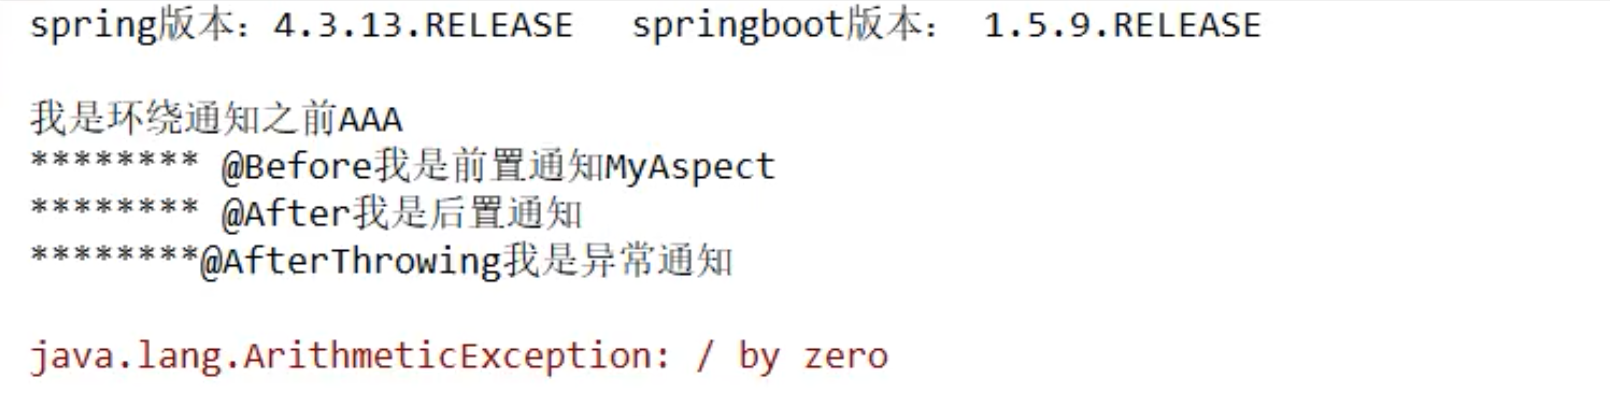 spring版本：4.3.13.RELEASE   springboot版本： 1.5.9.RELEASE
我是环绕通知之前AAA
******** @Before我是前置通知MyAspect
******** @After我是后置通知
********@AfterThrowing我是异常通知
java.lang.ArithmeticException: / by zero